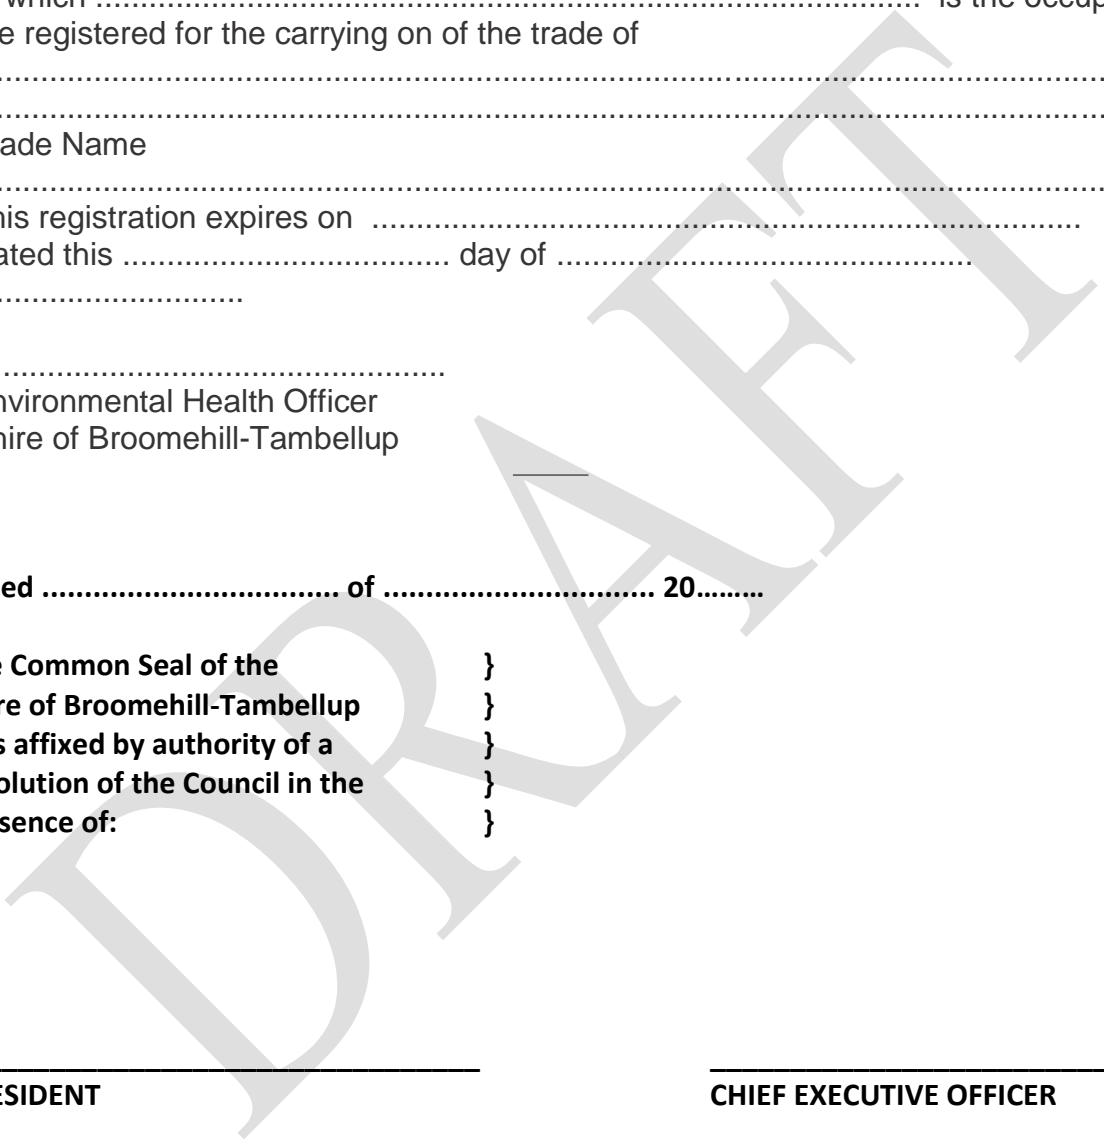 which .................................................................................................. is the occup
e registered for the carrying on of the trade of
....................................................................................................................................
....................................................................................................................................
ade Name
....................................................................................................................................
his registration expires on .....................................................................................
ated this ....................................... day of ..................................................
..............................
.....................................................
nvironmental Health Officer
hire of Broomehill-Tambellup
ed ................................... of ................................ 20.........
e Common Seal of the }
re of Broomehill-Tambellup }
s affixed by authority of a }
olution of the Council in the }
sence of: }
ESIDENT CHIEF EXECUTIVE OFFICER
DRAFT